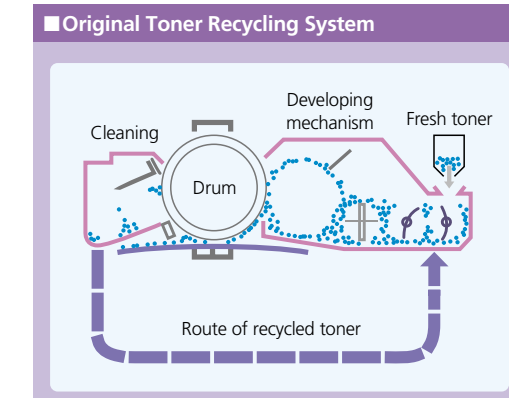 ■Original Toner Recycling System
Developing
mechanism
Fresh toner
Cleaning
Drum
Route of recycled toner